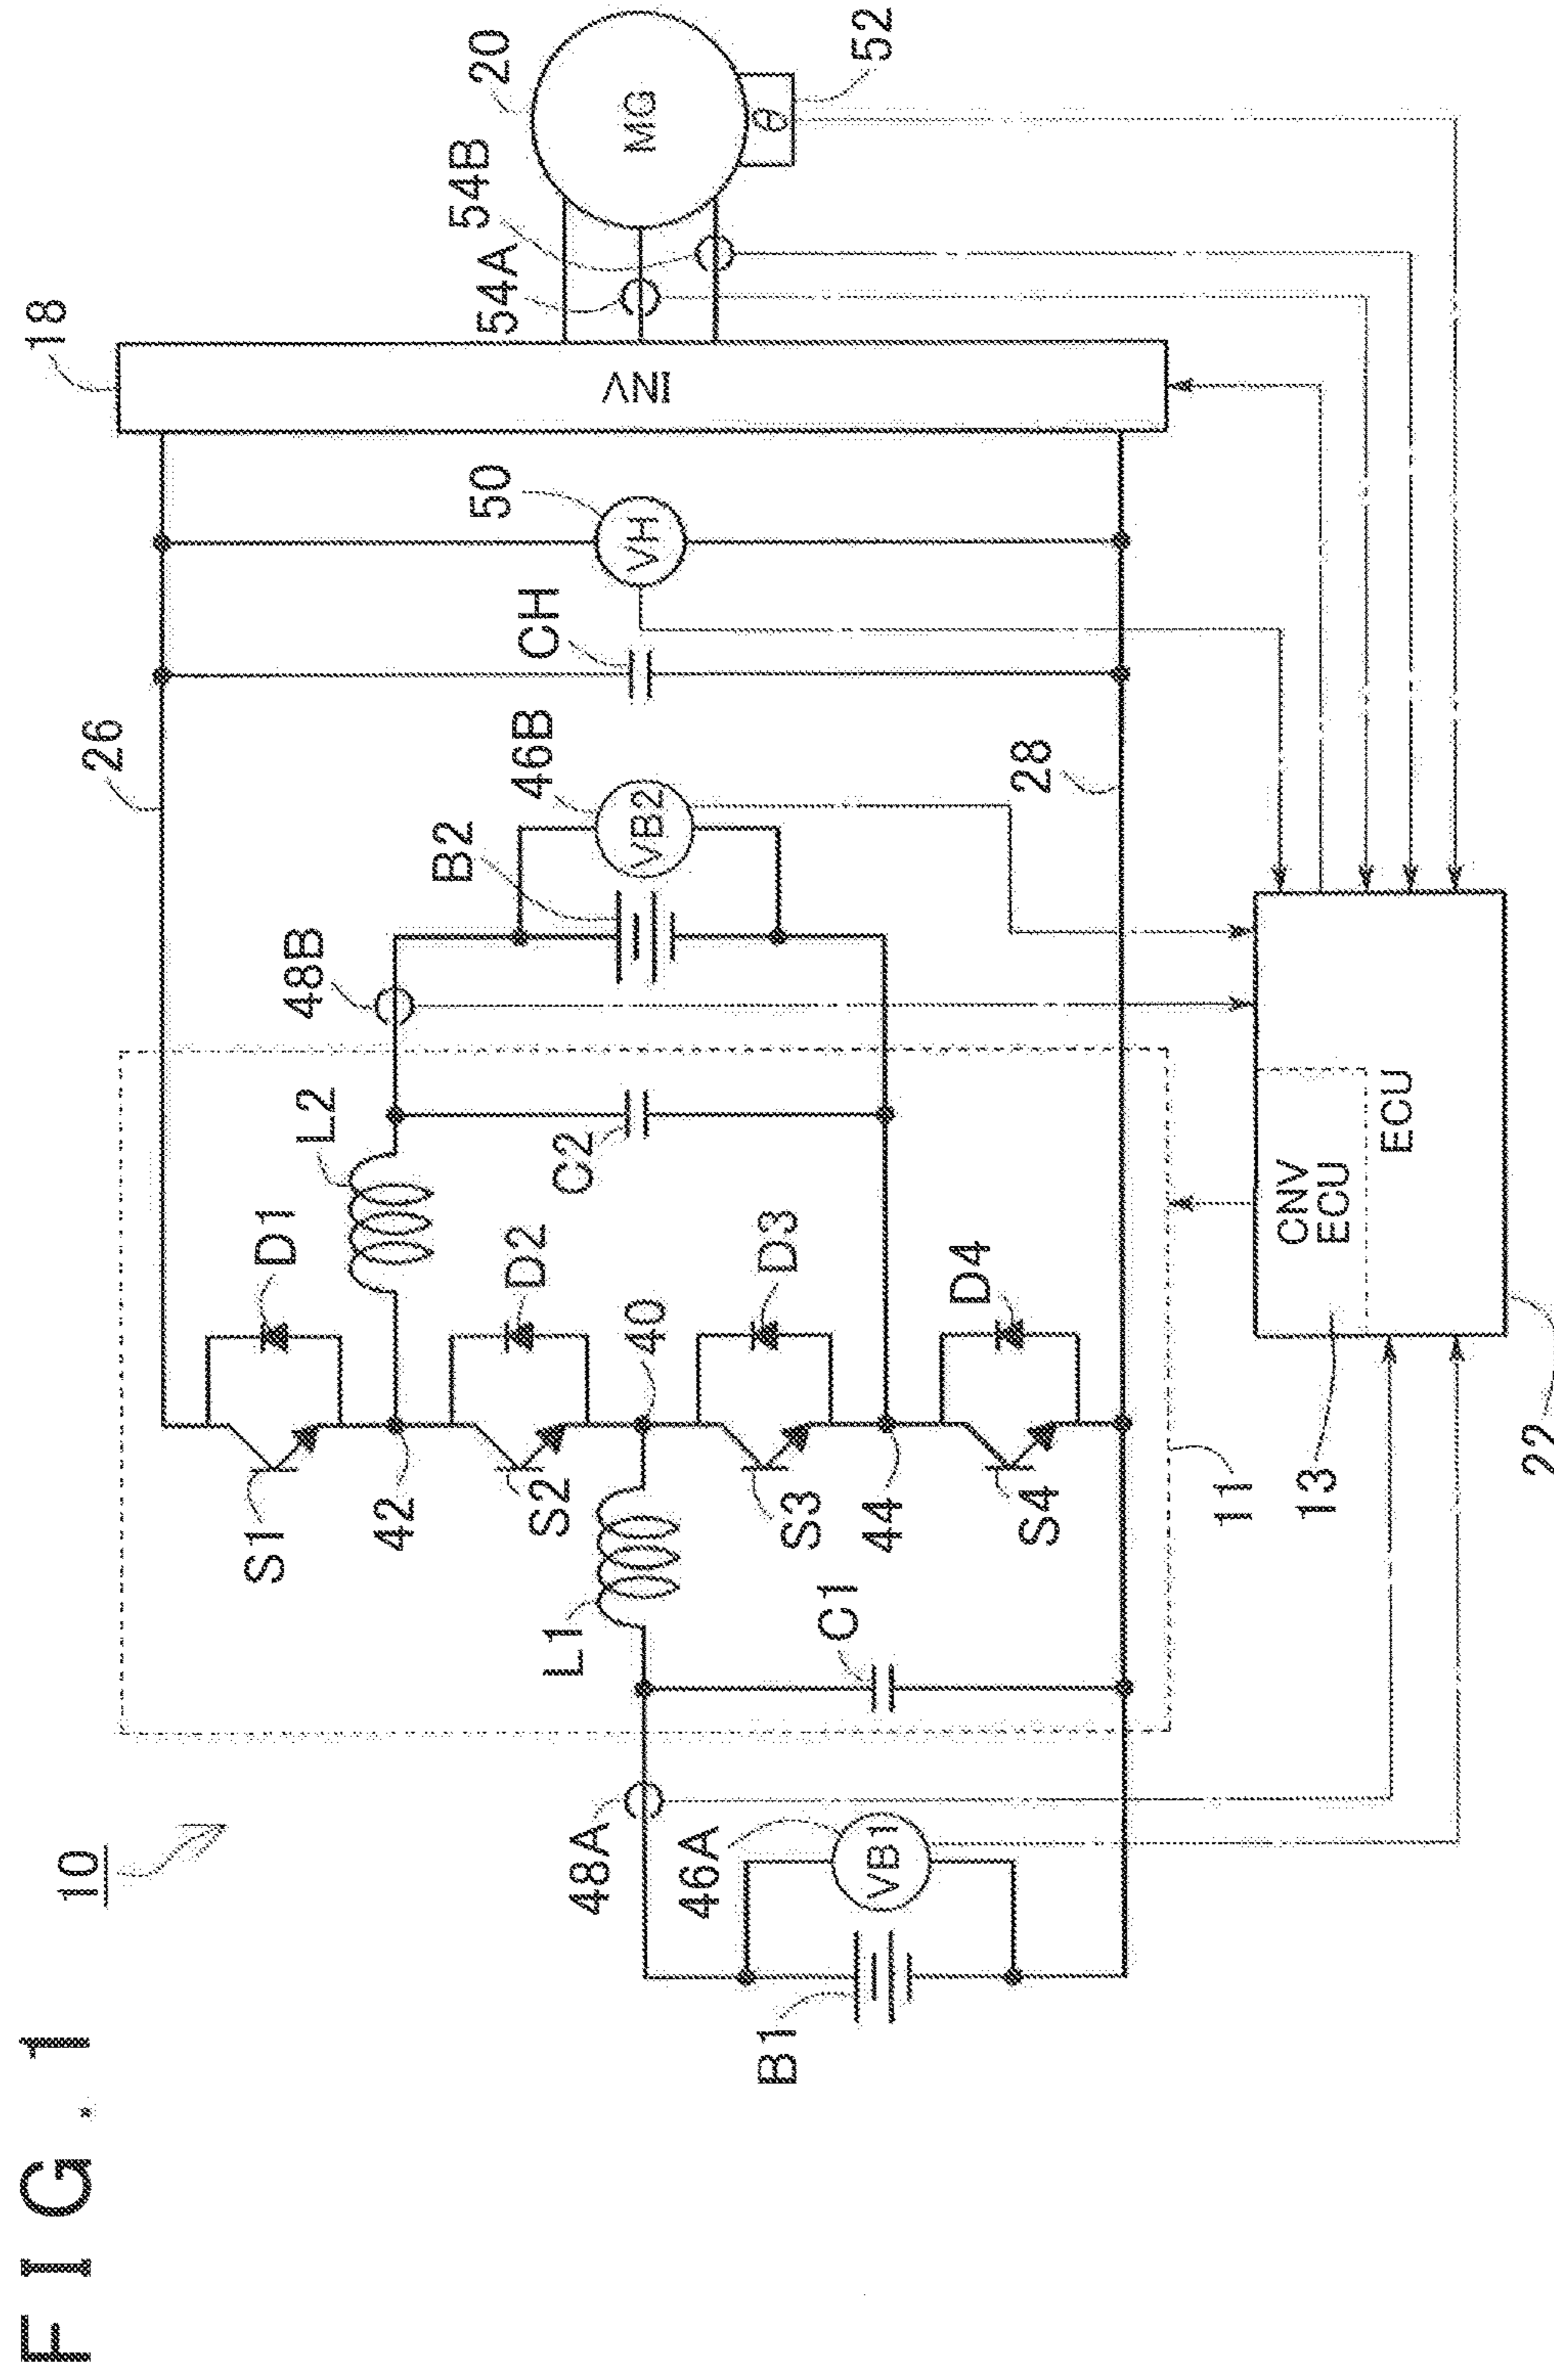 FIG. 1
10
18
26
20
50
CH
46B
B2
48B
54A
54B
52
MG
θ
INV
VH
VB2
28
L2
D1
C2
D2
D3
D4
40
S1
42
S2
L1
S3
44
S4
C1
48A
46A
VB1
B1
11
13
22
CNV
ECU
ECU